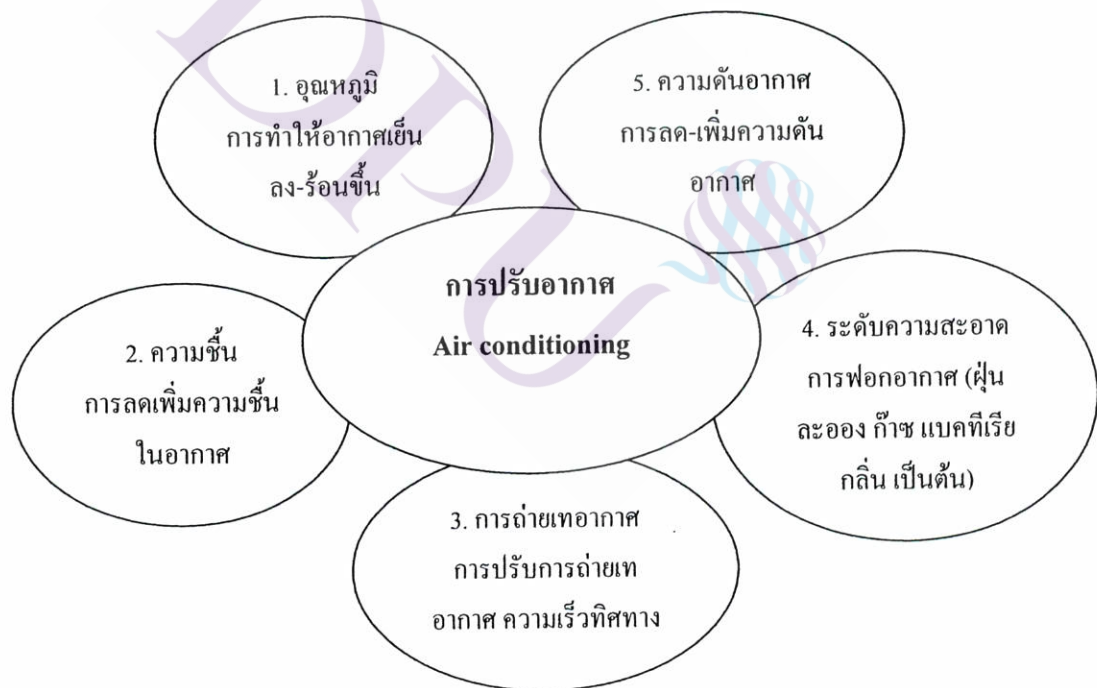 1. อุณหภูมิ
การทำให้อากาศเย็น
ลง-ร้อนขึ้น
5. ความดันอากาศ
การลด-เพิ่มความดัน
อากาศ
การปรับอากาศ
Air conditioning
2. ความชื้น
การลดเพิ่มความชื้น
ในอากาศ
4. ระดับความสะอาด
การฟอกอากาศ (ฝุ่น
ละออง ก๊าซ แบคทีเรีย
กลิ่น เป็นต้น)
3. การถ่ายเทอากาศ
การปรับการถ่ายเท
อากาศ ความเร็วทิศทาง
DPU